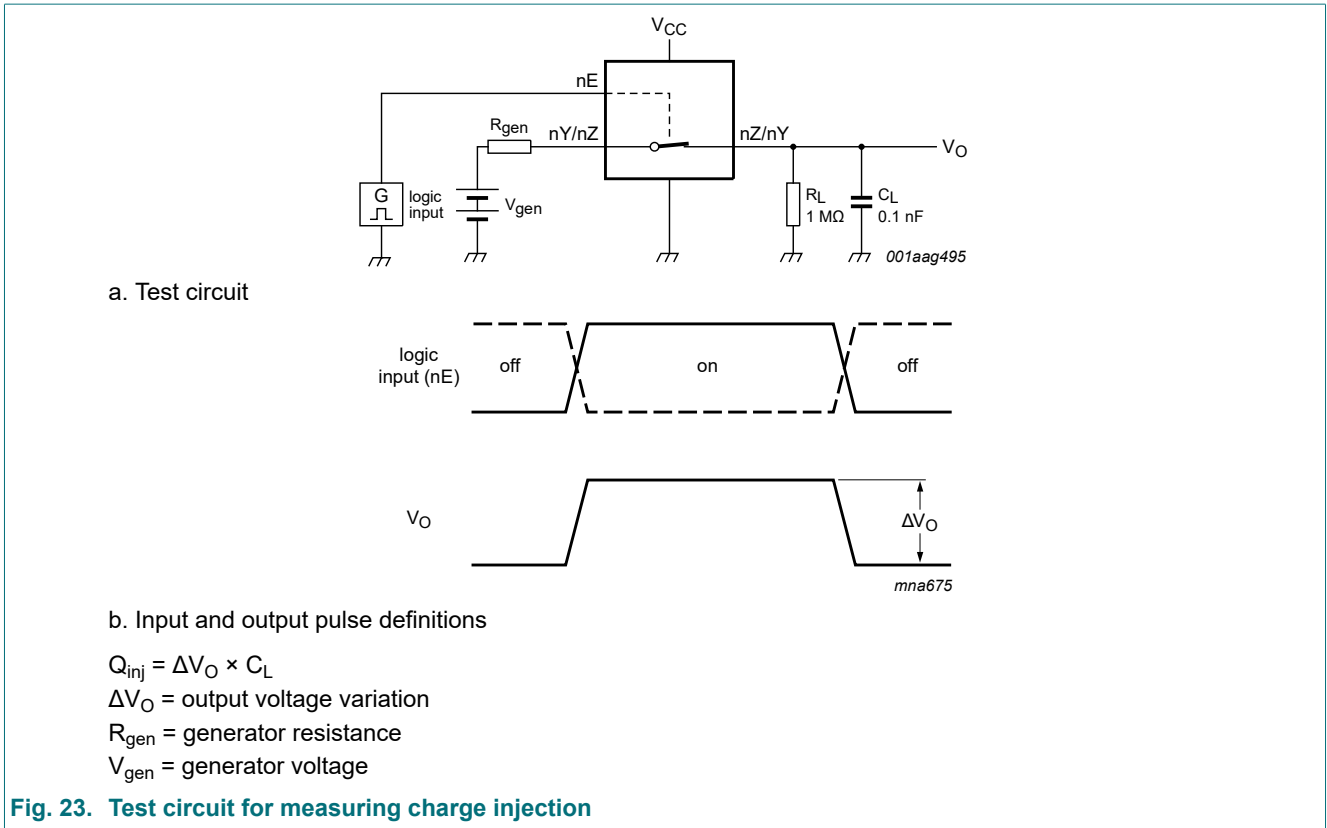 VCC
nE
Rgen
nY/nZ
nZ/nY
VO
G
logic
input
Vgen
RL
1 MΩ
CL
0.1 nF
001aag495
a. Test circuit
logic
input (nE)
off
on
off
VO
ΔVO
mna675
b. Input and output pulse definitions
Qinj = ΔVO × CL
ΔVO = output voltage variation
Rgen = generator resistance
Vgen = generator voltage
Fig. 23. Test circuit for measuring charge injection